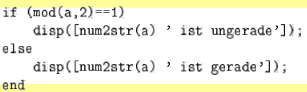 if (mod(a,2)==1)
    disp([num2str(a) ’ ist ungerade’]);
else
    disp([num2str(a) ’ ist gerade’]);
end